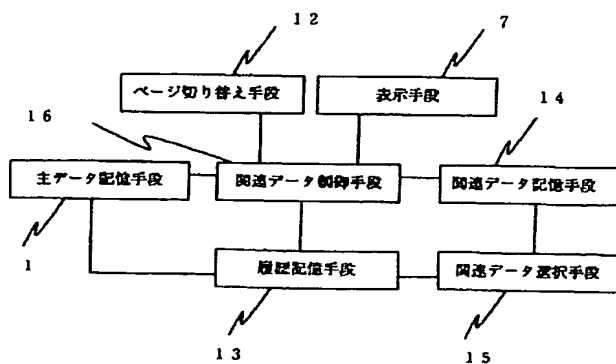 12
7
ページ切り替え手段
表示手段
14
16
主データ記憶手段
関連データ制御手段
関連データ記憶手段
1
履歴記憶手段
関連データ選択手段
13
15